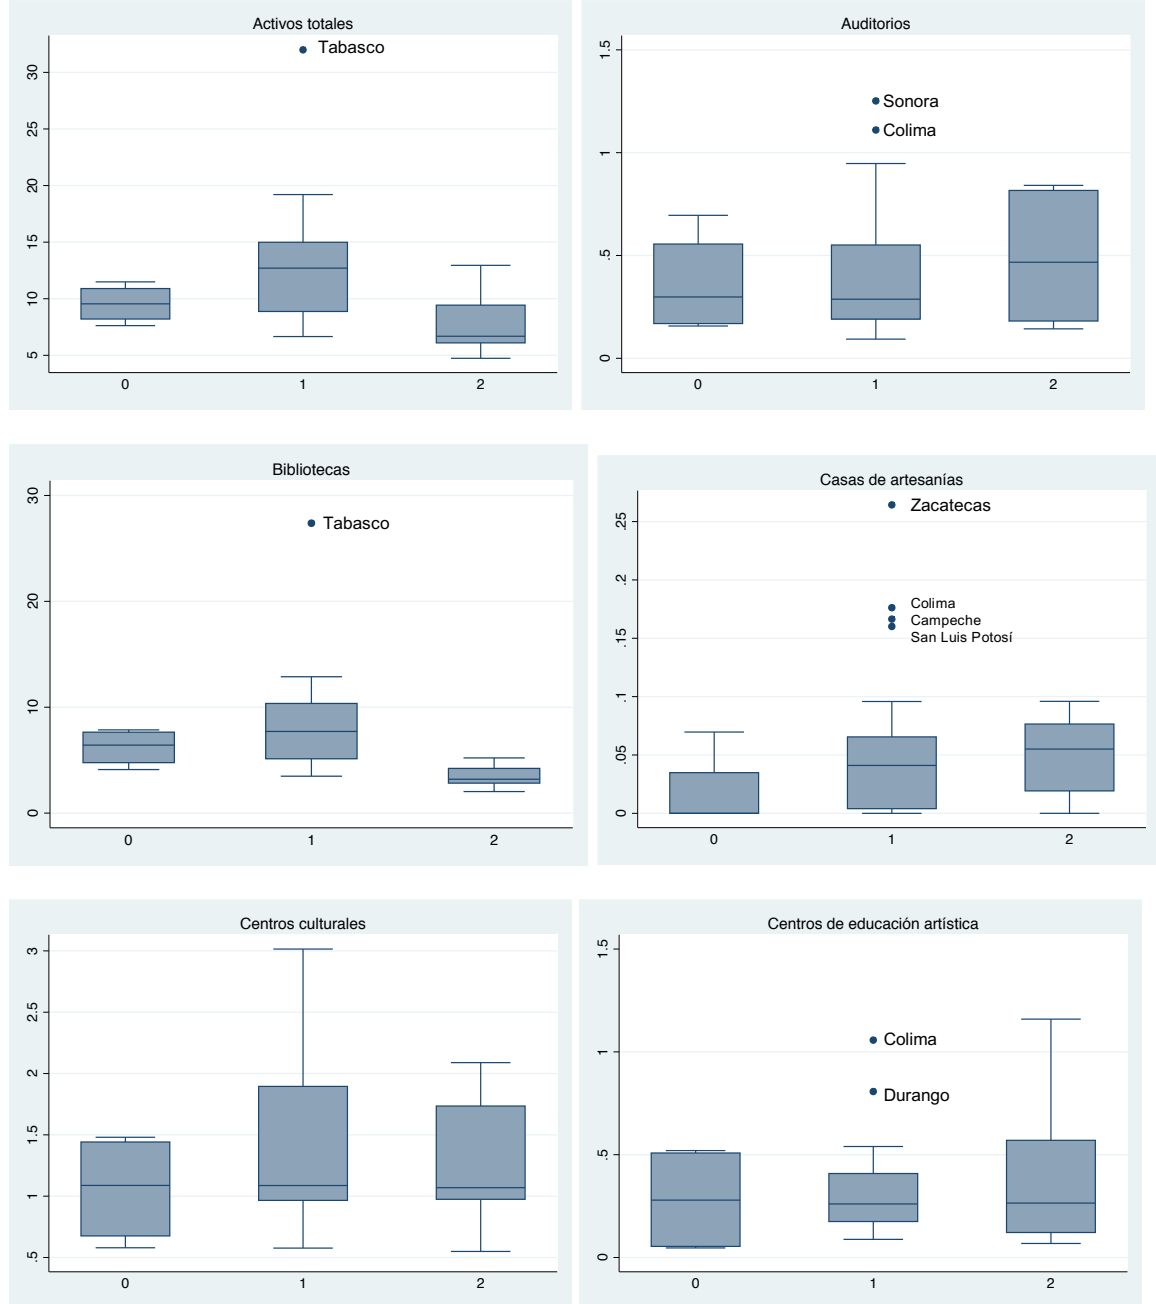 Activos totales
Tabasco
30
25
20
15
10
5
0 1 2
Auditorios
1.5
Sonora
Colima
1
.5
0
0 1 2
Bibliotecas
30
Tabasco
20
10
0
0 1 2
Casas de artesanías
Zacatecas
.25
.2
Colima
Campeche
San Luis Potosí
.15
.1
.05
0
0 1 2
Centros culturales
3
2.5
2
1.5
1
.5
0 1 2
Centros de educación artística
1.5
Colima
1
Durango
.5
0
0 1 2